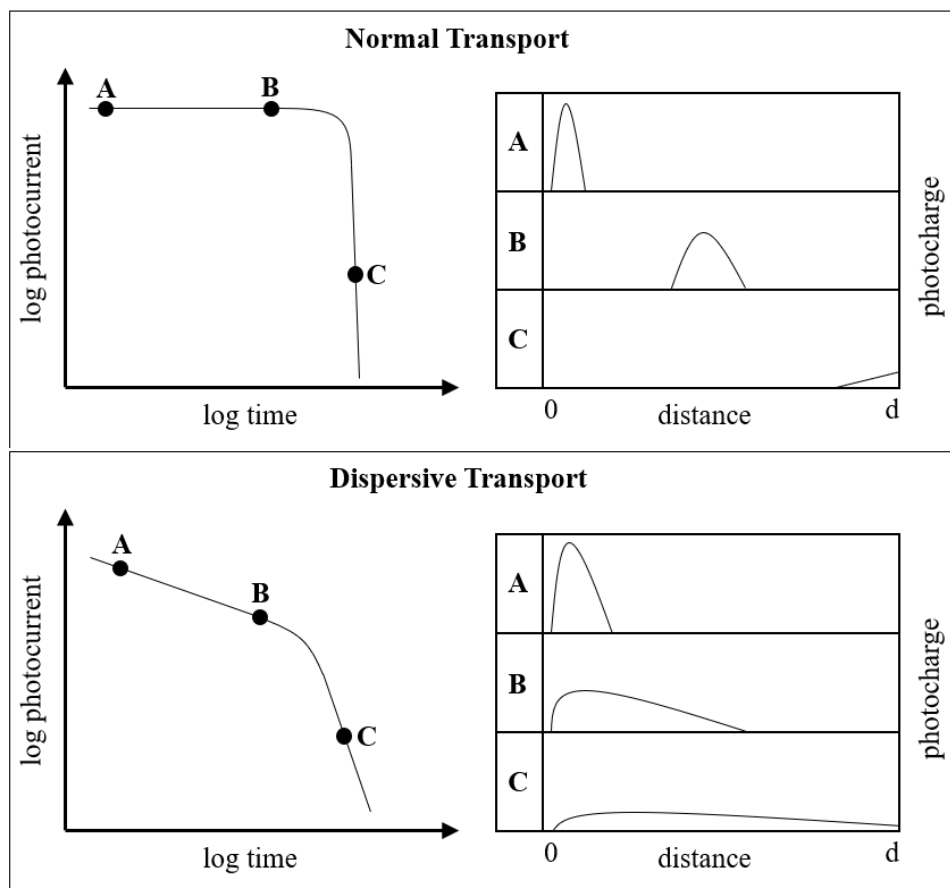 Normal Transport
A
B
C
log photocurrent
log time
A
B
C
photocharge
0
distance
d
Dispersive Transport
A
B
C
log photocurrent
log time
A
B
C
photocharge
0
distance
d